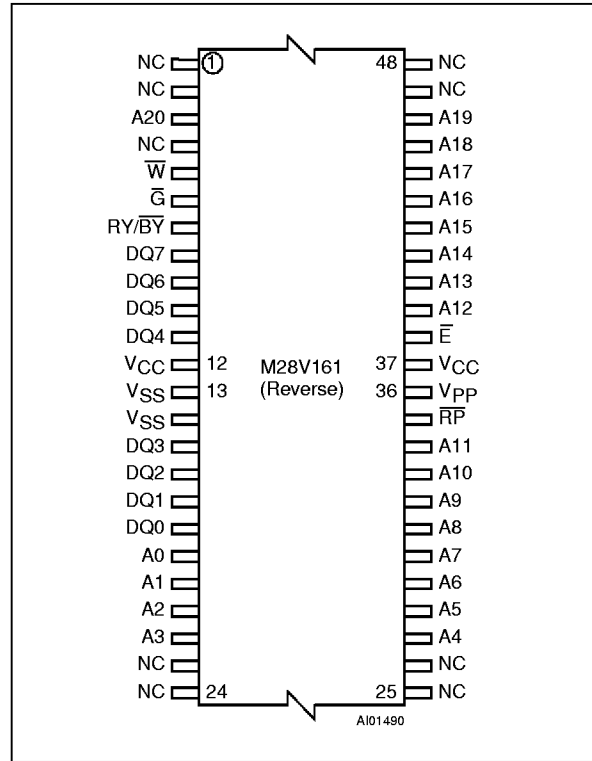 NC 1 48 NC
NC NC
A20 A19
NC A18
W̅ A17
G̅ A16
RY/B̅Y̅ A15
DQ7 A14
DQ6 A13
DQ5 A12
DQ4 E̅
VCC 12 M28V161 37 VCC
VSS 13 (Reverse) 36 VPP
VSS R̅P̅
DQ3 A11
DQ2 A10
DQ1 A9
DQ0 A8
A0 A7
A1 A6
A2 A5
A3 A4
NC NC
NC 24 25 NC
AI01490